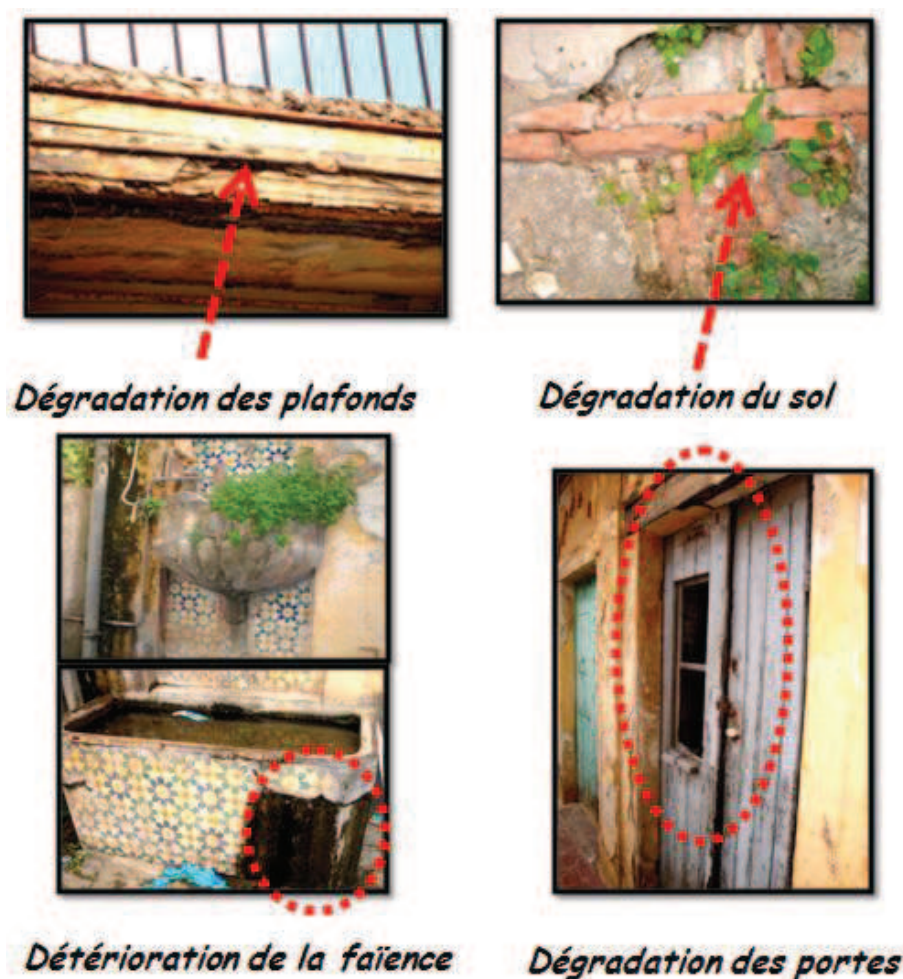 Dégradation des plafonds
Dégradation du sol
Détérioration de la faïence
Dégradation des portes